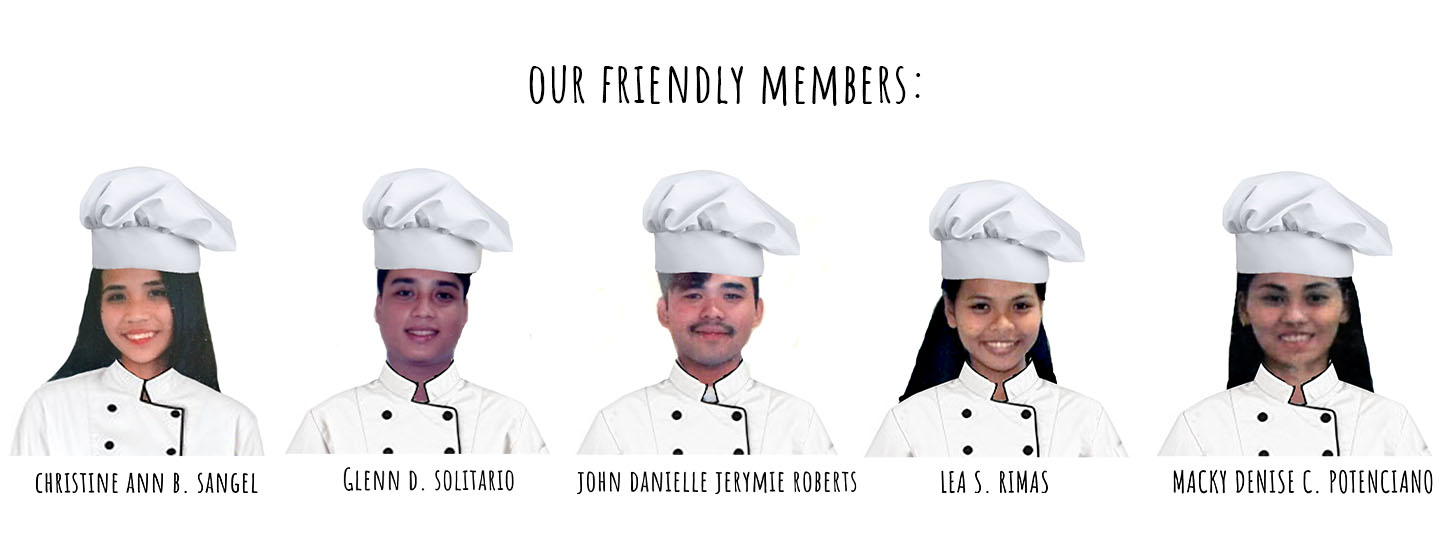 OUR FRIENDLY MEMBERS:
CHRISTINE ANN B. SANGEL
GLENN D. SOLITARIO
JOHN DANIELLE JERYMIE ROBERTS
LEA S. RIMAS
MACKY DENISE C. POTENCIANO